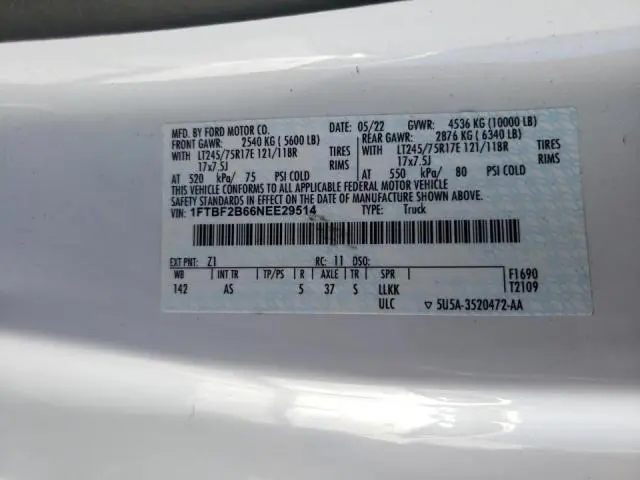 MFD. BY FORD MOTOR CO. DATE: 05/22 GVWR: 4536 KG (10000 LB)
FRONT GAWR: 2540 KG (5600 LB) REAR GAWR: 2876 KG (6340 LB)
WITH LT245/75R17E 121/118R TIRES WITH LT245/75R17E 121/118R TIRES
17x7.5J RIMS 17x7.5J RIMS
AT 520 kPa/ 75 PSI COLD AT 550 kPa/ 80 PSI COLD
THIS VEHICLE CONFORMS TO ALL APPLICABLE FEDERAL MOTOR VEHICLE
SAFETY STANDARDS IN EFFECT ON THE DATE OF MANUFACTURE SHOWN ABOVE.
VIN: 1FTBF2B66NEE29514 TYPE: Truck
EXT PNT: Z1 RC: 11 DSO: F1690
WB INT TR TP/PS R AXLE TR SPR T2109
142 AS 5 37 S LLKK
ULC ▽ 5U5A-3520472-AA